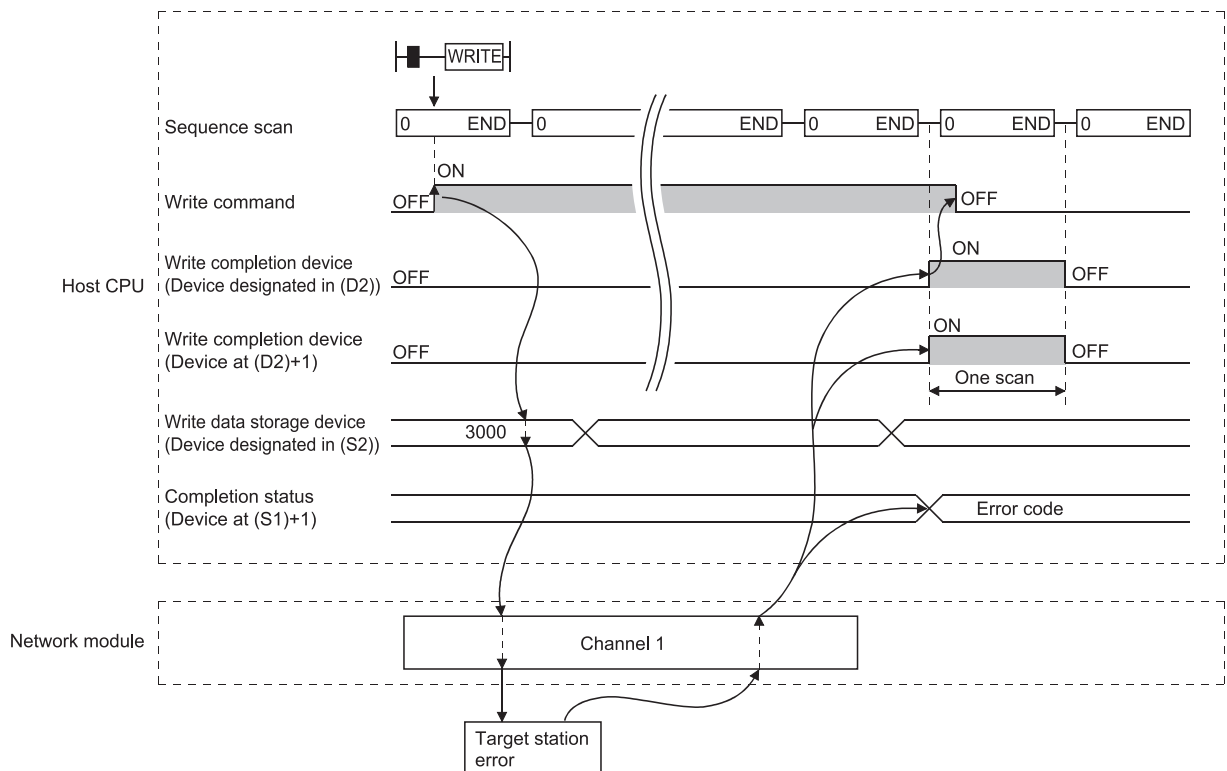 WRITE
Sequence scan
0 END 0 END 0 END 0 END 0 END
ON
Write command
OFF
OFF
Write completion device
(Device designated in (D2))
OFF
ON
OFF
Host CPU
Write completion device
(Device at (D2)+1)
OFF
ON
OFF
One scan
Write data storage device
(Device designated in (S2))
3000
Completion status
(Device at (S1)+1)
Error code
Network module
Channel 1
Target station
error